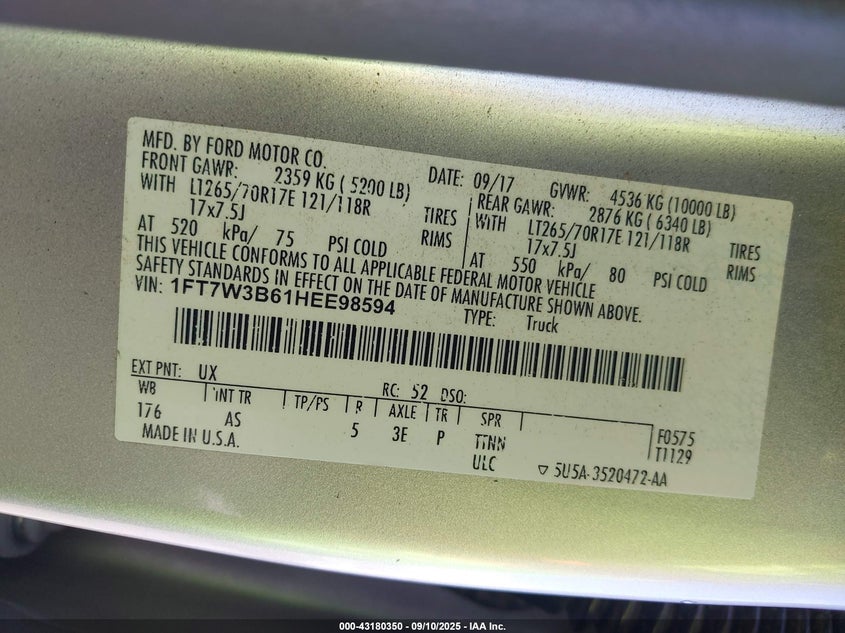 MFD. BY FORD MOTOR CO.
DATE: 09/17 GVWR: 4536 KG (10000 LB)
FRONT GAWR: 2359 KG ( 5200 LB) REAR GAWR: 2876 KG ( 6340 LB)
WITH LT265/70R17E 121/118R TIRES WITH LT265/70R17E 121/118R TIRES
17x7.5J RIMS 17x7.5J RIMS
AT 520 kPa/ 75 PSI COLD AT 550 kPa/ 80 PSI COLD
THIS VEHICLE CONFORMS TO ALL APPLICABLE FEDERAL MOTOR VEHICLE
SAFETY STANDARDS IN EFFECT ON THE DATE OF MANUFACTURE SHOWN ABOVE.
VIN: 1FT7W3B61HEE98594 TYPE: Truck
EXT PNT: UX RC: 52 DSO:
WB INT TR TP/PS R AXLE TR SPR
176 AS 5 3E P TTNN F0575
MADE IN U.S.A. ULC T1129
5U5A-3520472-AA
000-43180350 - 09/10/2025 - IAA Inc.